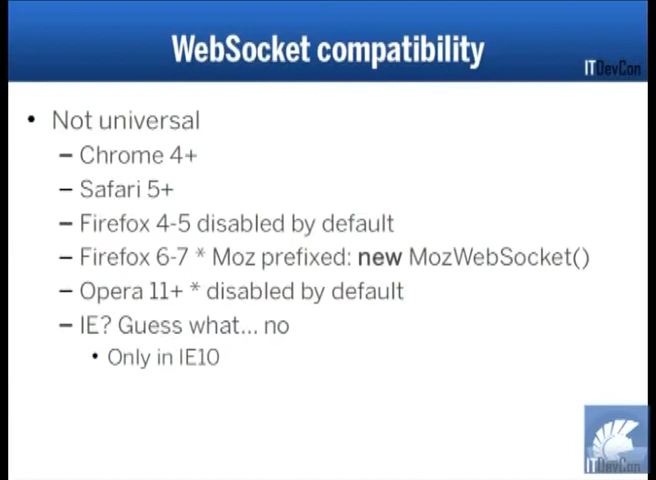 WebSocket compatibility
ITDevCon
• Not universal
– Chrome 4+
– Safari 5+
– Firefox 4-5 disabled by default
– Firefox 6-7 * Moz prefixed: new MozWebSocket()
– Opera 11+ * disabled by default
– IE? Guess what... no
• Only in IE10
ITDevCon